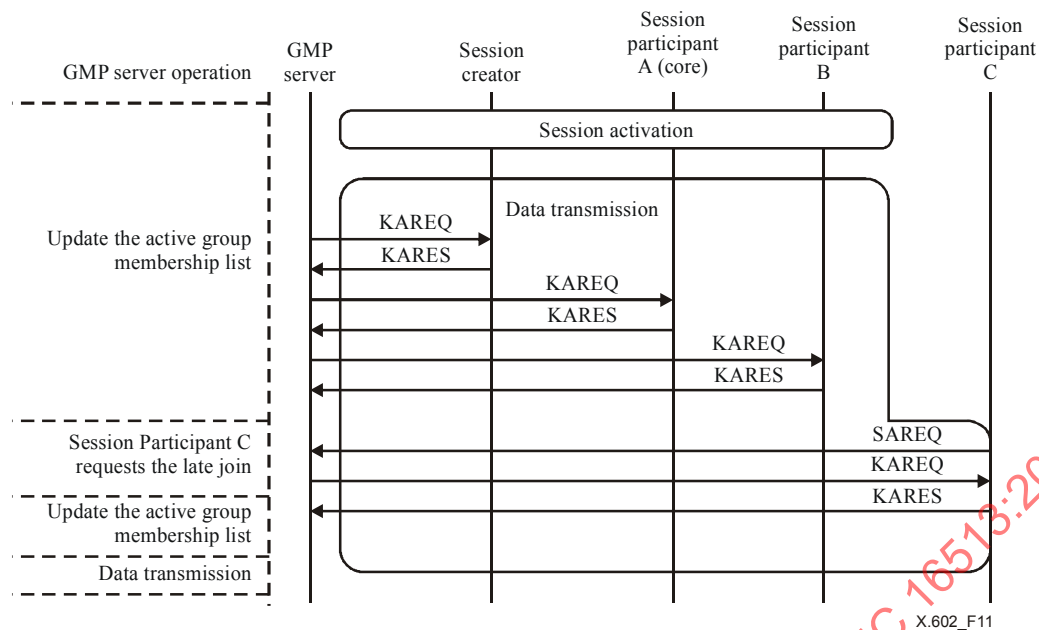 GMP server operation
GMP
server
Session
creator
Session
participant
A (core)
Session
participant
B
Session
participant
C
Session activation
Data transmission
Update the active group
membership list
KAREQ
KARES
KAREQ
KARES
KAREQ
KARES
Session Participant C
requests the late join
SAREQ
KAREQ
Update the active group
membership list
KARES
Data transmission
X.602_F11